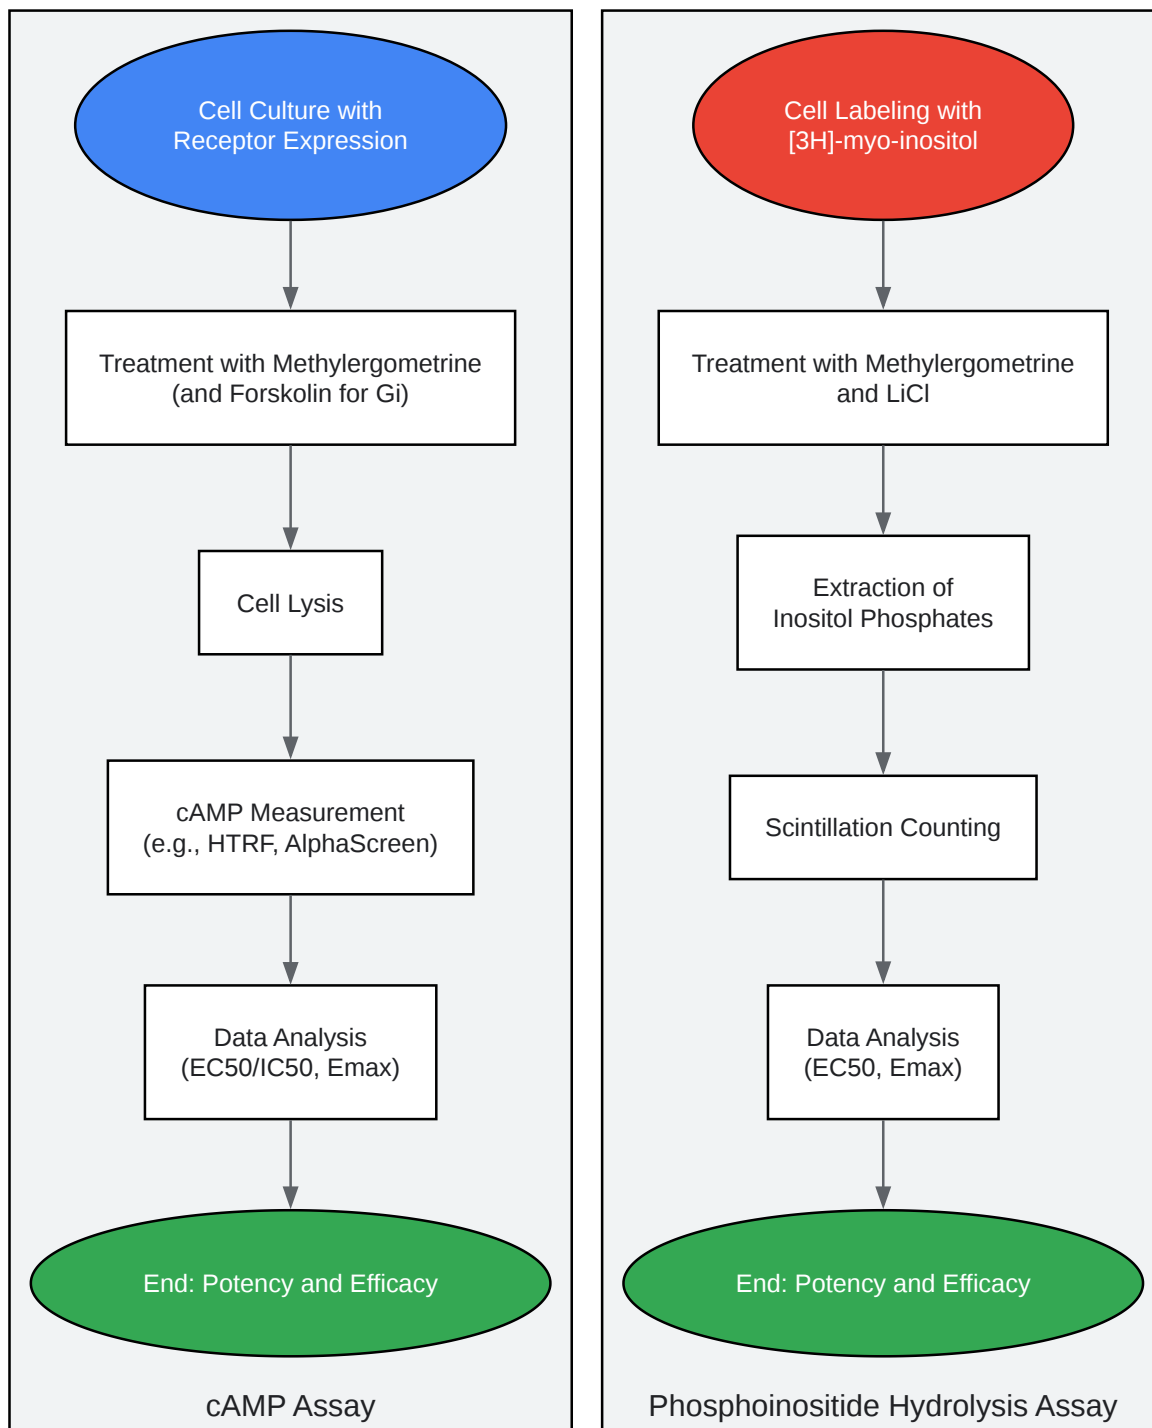 Cell Culture with
Receptor Expression
Treatment with Methylergometrine
(and Forskolin for Gi)
Cell Lysis
cAMP Measurement
(e.g., HTRF, AlphaScreen)
Data Analysis
(EC50/IC50, Emax)
End: Potency and Efficacy
cAMP Assay
Cell Labeling with
[3H]-myo-inositol
Treatment with Methylergometrine
and LiCl
Extraction of
Inositol Phosphates
Scintillation Counting
Data Analysis
(EC50, Emax)
End: Potency and Efficacy
Phosphoinositide Hydrolysis Assay